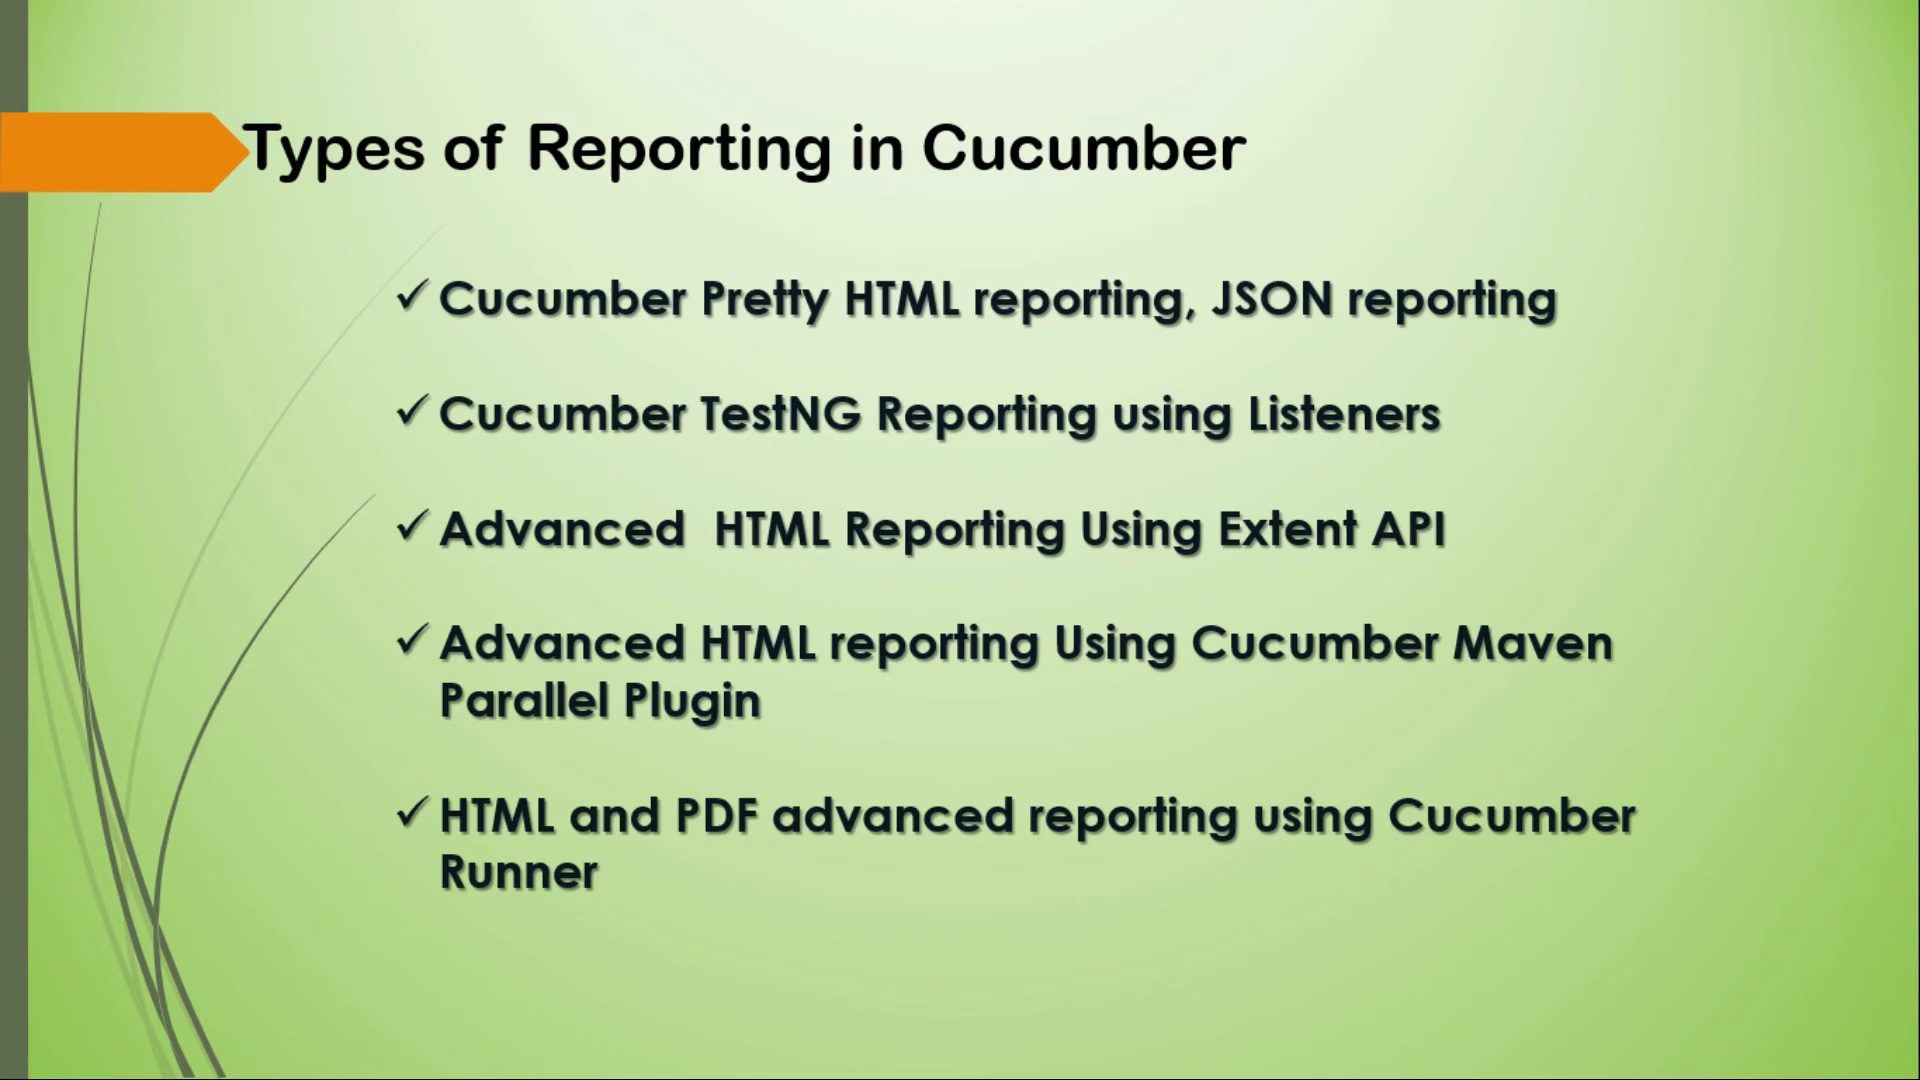 Types of Reporting in Cucumber
✓ Cucumber Pretty HTML reporting, JSON reporting
✓ Cucumber TestNG Reporting using Listeners
✓ Advanced  HTML Reporting Using Extent API
✓ Advanced HTML reporting Using Cucumber Maven
Parallel Plugin
✓ HTML and PDF advanced reporting using Cucumber
Runner